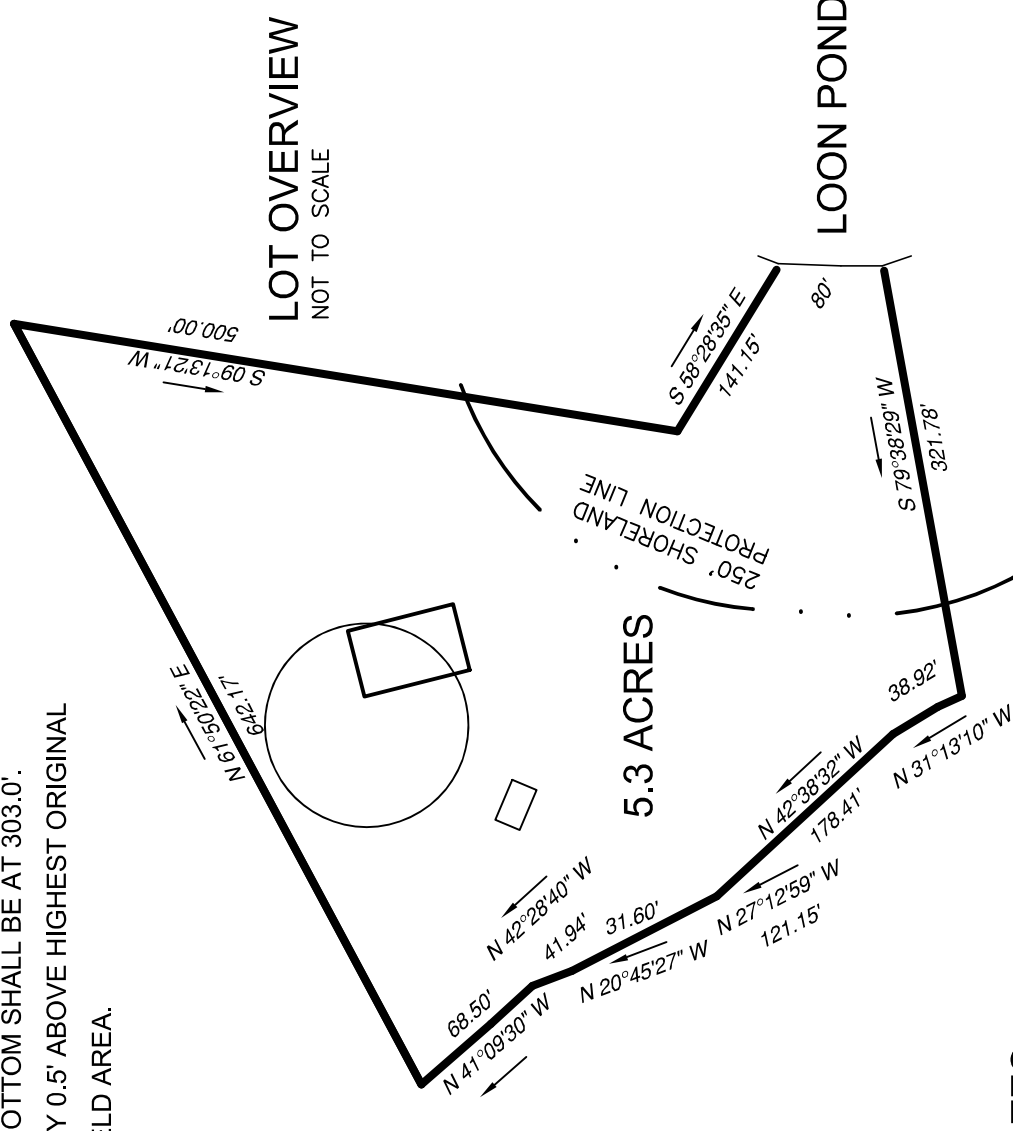 OTTOM SHALL BE AT 303.0'.
Y 0.5' ABOVE HIGHEST ORIGINAL
ELD AREA.
LOT OVERVIEW
NOT TO SCALE
N 61°50'22" E
642.17'
500.00'
S 09°13'21" W
S 58°28'35" E
141.15'
LOON POND
80'
S 79°38'29" W
321.78'
250' SHORELAND
PROTECTION LINE
5.3 ACRES
38.92'
N 31°13'10" W
N 42°38'32" W
178.41'
N 27°12'59" W
121.15'
31.60'
N 20°45'27" W
41.94'
N 42°28'40" W
68.50'
N 41°09'30" W